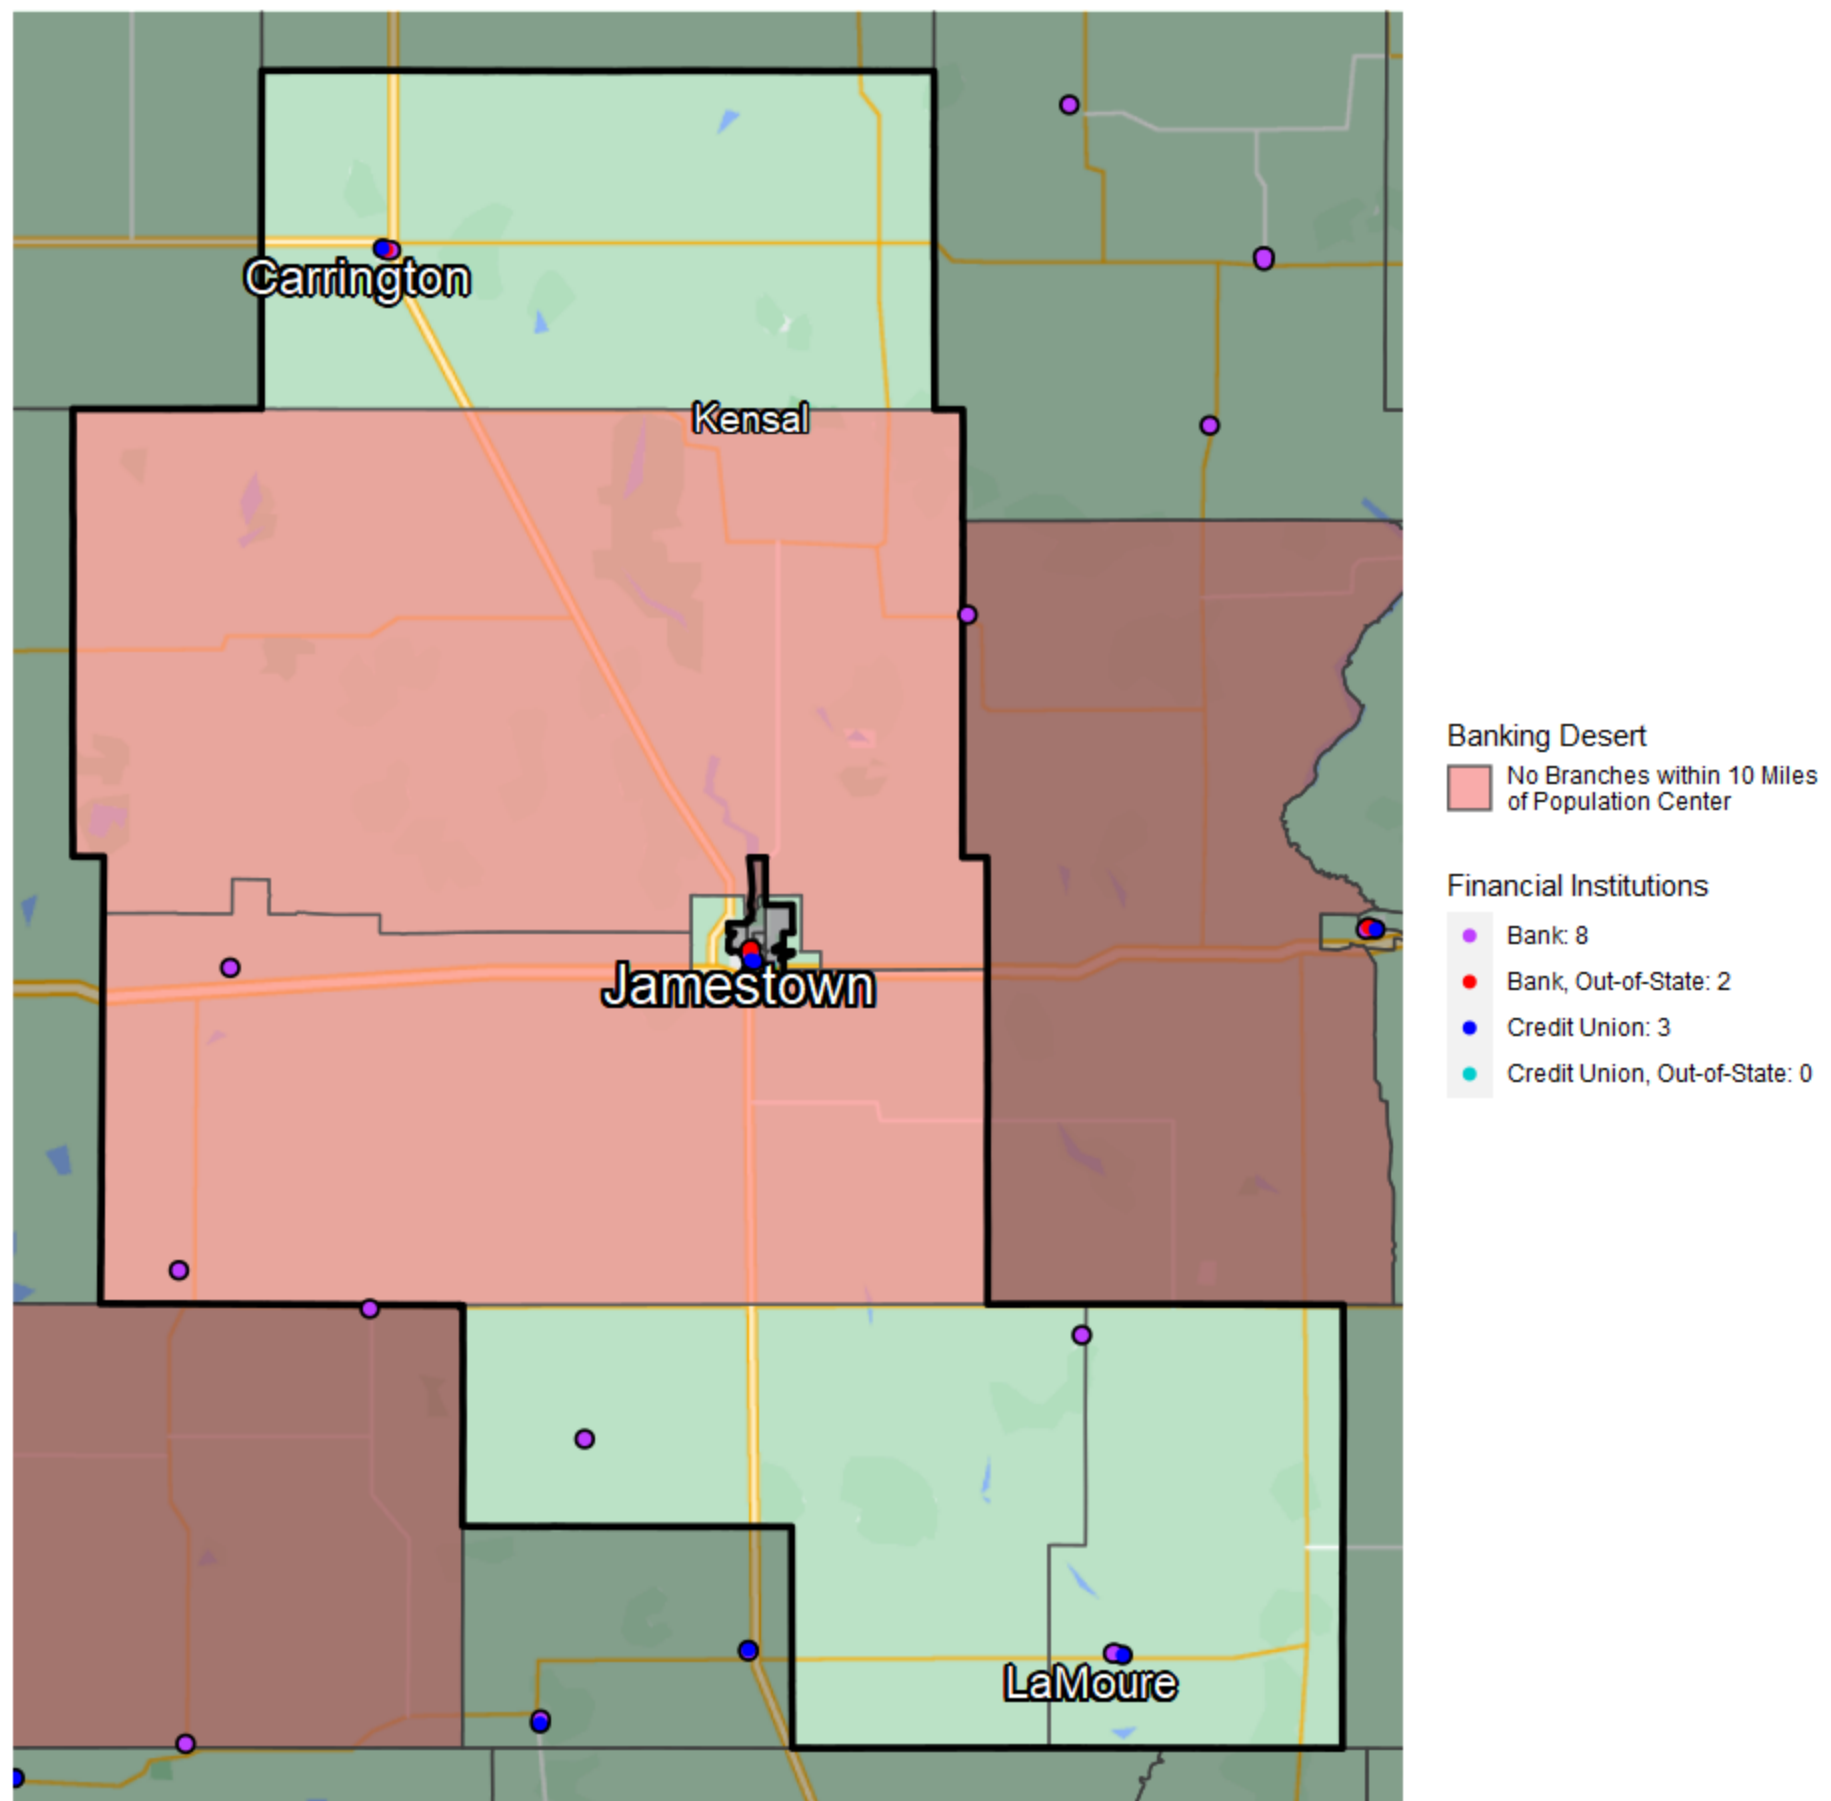 Carrington
Kensal
Jamestown
LaMoure
Banking Desert
No Branches within 10 Miles
of Population Center
Financial Institutions
Bank: 8
Bank, Out-of-State: 2
Credit Union: 3
Credit Union, Out-of-State: 0